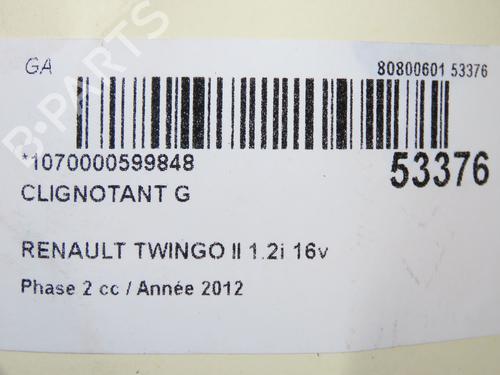 GA
80800601 53376
*1070000599848
53376
CLIGNOTANT G
RENAULT TWINGO II 1.2i 16v
Phase 2 cc / Année 2012
B-PARTS